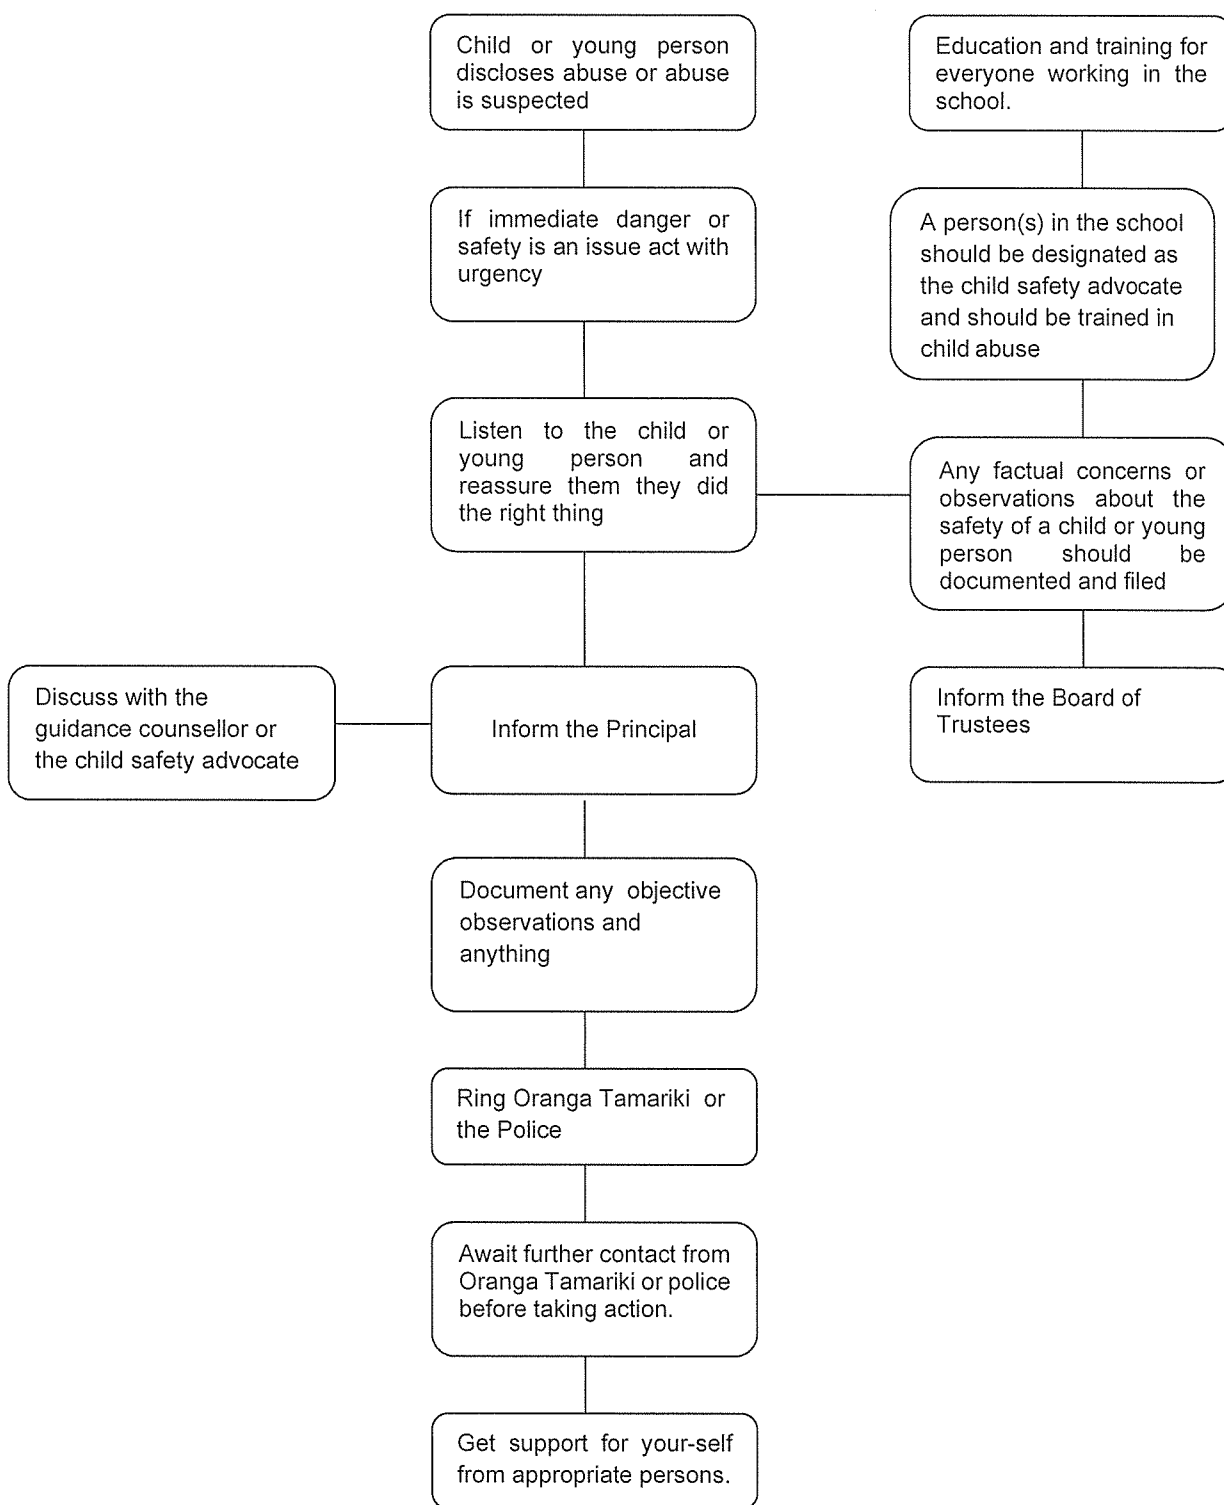 Child or young person
discloses abuse or abuse
is suspected
Education and training for
everyone working in the
school.
If immediate danger or
safety is an issue act with
urgency
A person(s) in the school
should be designated as
the child safety advocate
and should be trained in
child abuse
Listen to the child or
young person and
reassure them they did
the right thing
Any factual concerns or
observations about the
safety of a child or young
person should be
documented and filed
Discuss with the
guidance counsellor or
the child safety advocate
Inform the Principal
Inform the Board of
Trustees
Document any objective
observations and
anything
Ring Oranga Tamariki or
the Police
Await further contact from
Oranga Tamariki or police
before taking action.
Get support for your-self
from appropriate persons.